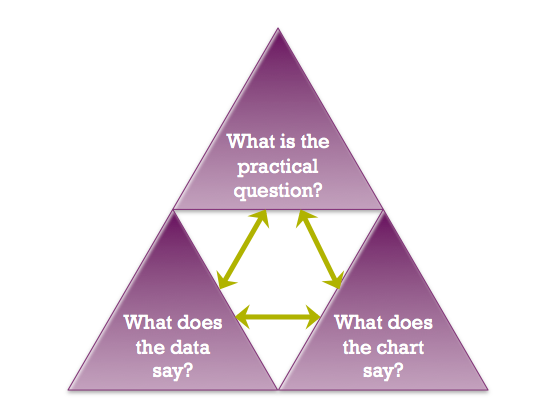 What is the
practical
question?
What does
the data
say?
What does
the chart
say?